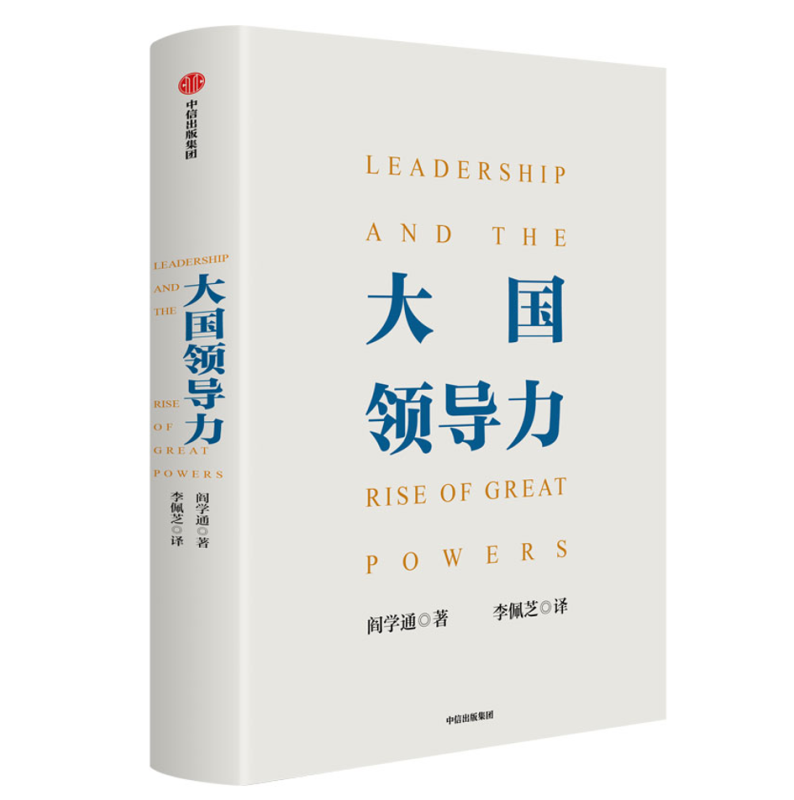 中信出版集团
LEADERSHIP
AND THE
大国领导力
RISE
OF
GREAT
POWERS
阎学通◎著
李佩芝◎译
LEADERSHIP
AND THE
大国
领导力
RISE OF GREAT
POWERS
阎学通◎著 李佩芝◎译
中信出版集团